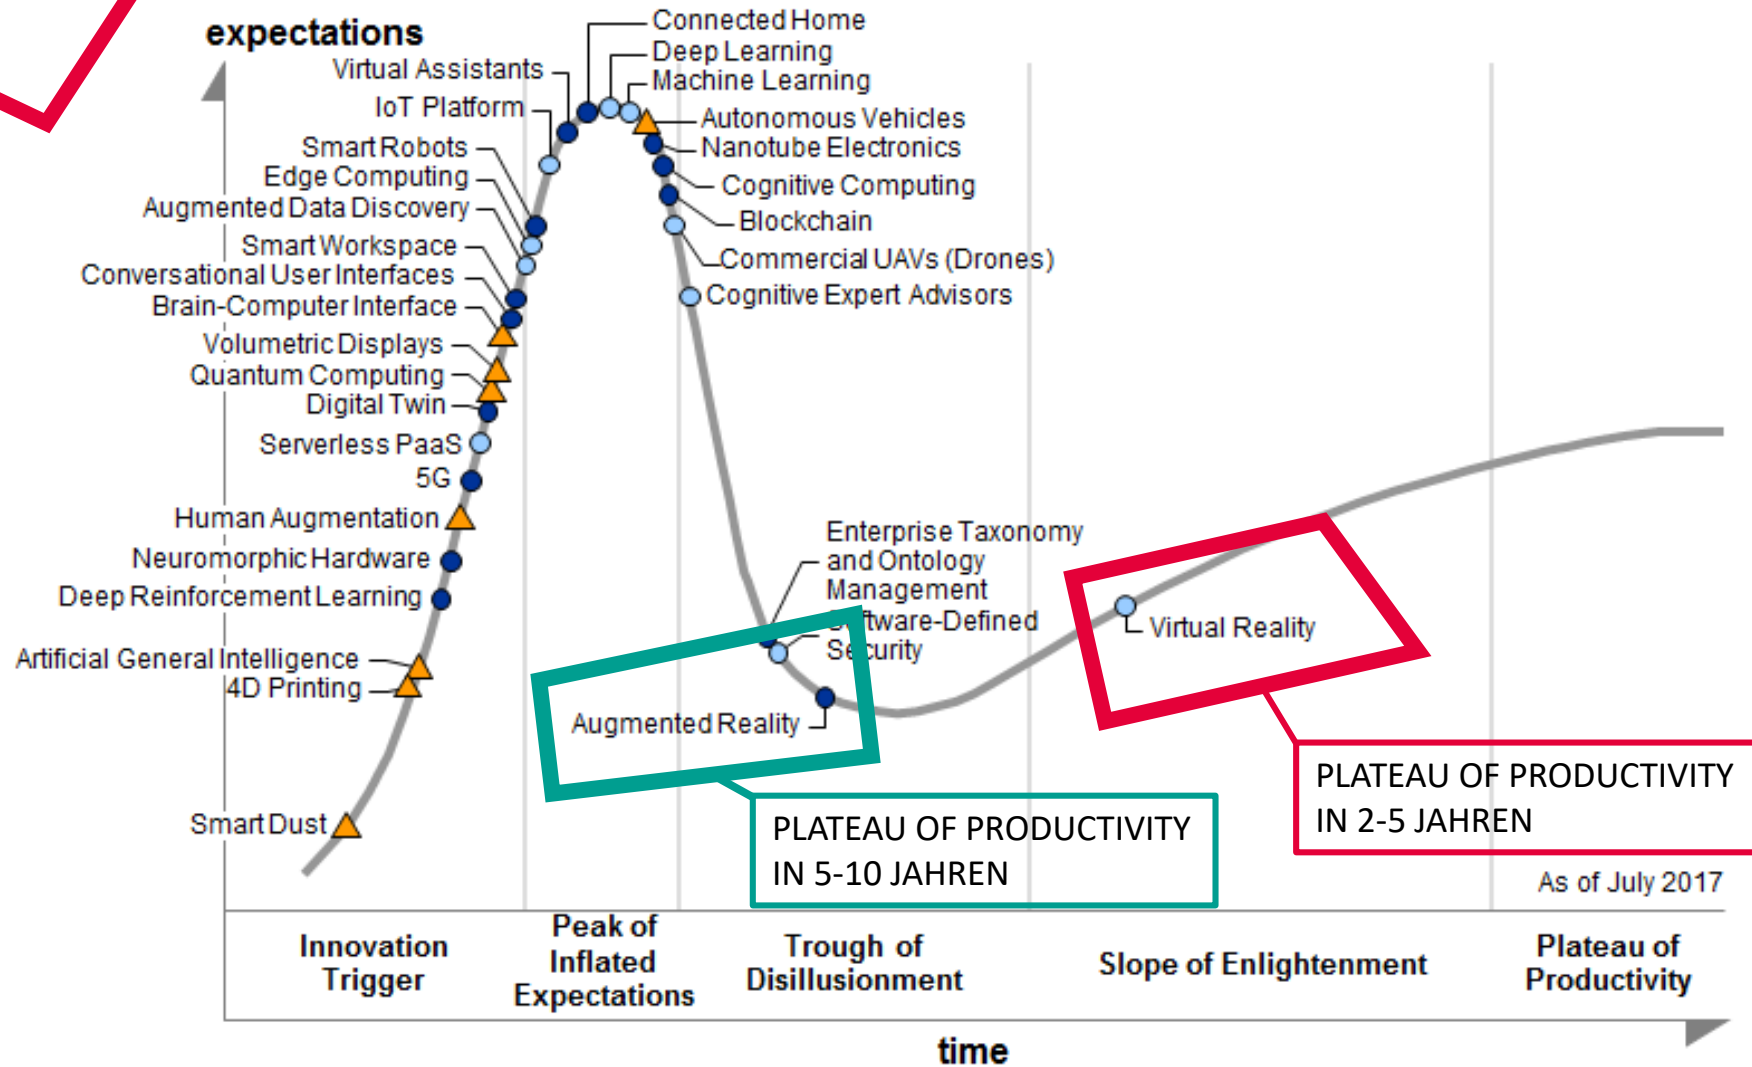 expectations
Connected Home
Deep Learning
Virtual Assistants
Machine Learning
IoT Platform
Autonomous Vehicles
Smart Robots
Nanotube Electronics
Edge Computing
Cognitive Computing
Augmented Data Discovery
Blockchain
Smart Workspace
Commercial UAVs (Drones)
Conversational User Interfaces
Cognitive Expert Advisors
Brain-Computer Interface
Volumetric Displays
Quantum Computing
Digital Twin
Serverless PaaS
5G
Human Augmentation
Neuromorphic Hardware
Deep Reinforcement Learning
Artificial General Intelligence
4D Printing
Smart Dust
Enterprise Taxonomy
and Ontology
Management
Software-Defined
Security
Augmented Reality
Virtual Reality
PLATEAU OF PRODUCTIVITY
IN 5-10 JAHREN
PLATEAU OF PRODUCTIVITY
IN 2-5 JAHREN
As of July 2017
Innovation
Trigger
Peak of
Inflated
Expectations
Trough of
Disillusionment
Slope of Enlightenment
Plateau of
Productivity
time